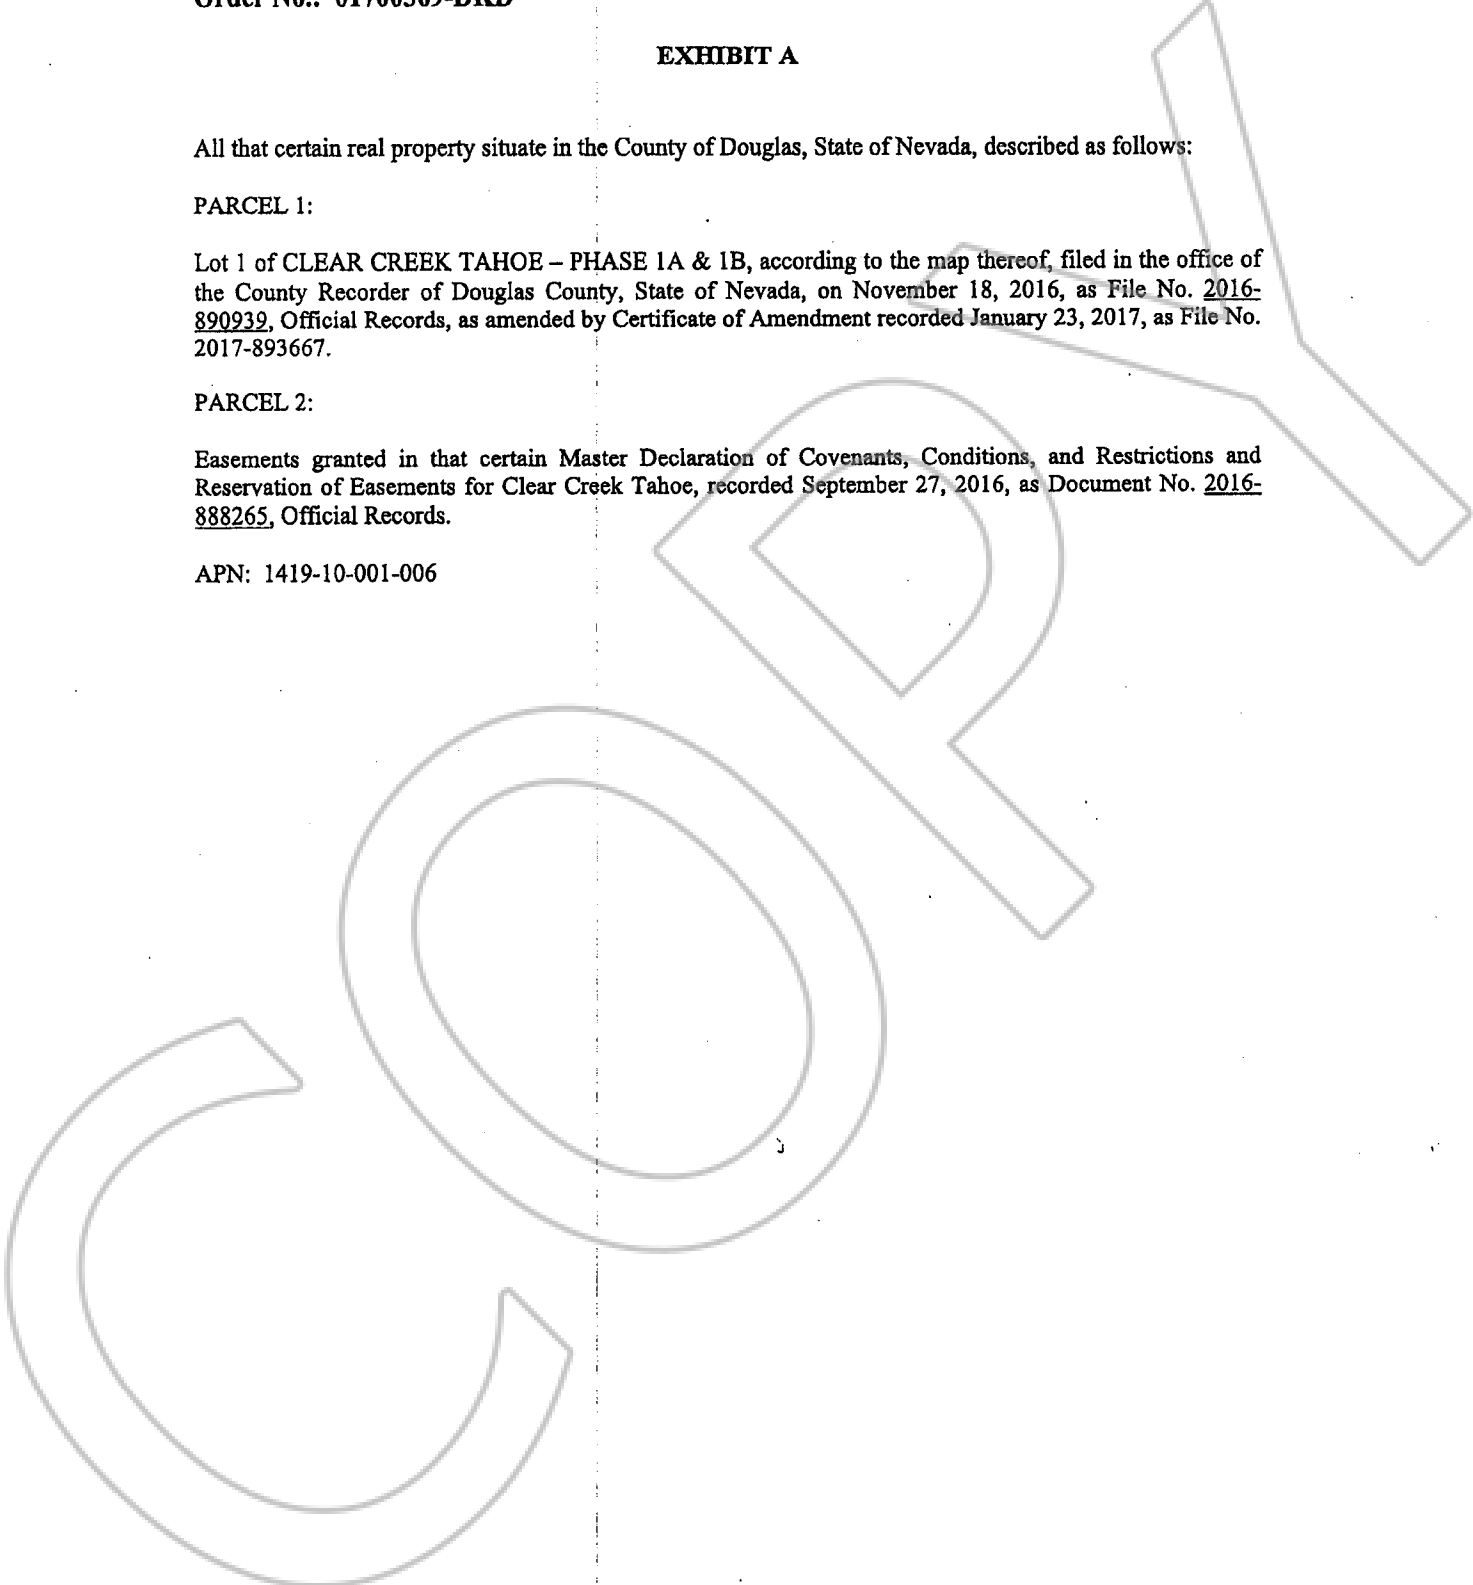 Order No.:
EXHIBIT A
All that certain real property situate in the County of Douglas, State of Nevada, described as follows:
PARCEL 1:
Lot 1 of CLEAR CREEK TAHOE – PHASE 1A & 1B, according to the map thereof, filed in the office of
the County Recorder of Douglas County, State of Nevada, on November 18, 2016, as File No. 2016-
890939, Official Records, as amended by Certificate of Amendment recorded January 23, 2017, as File No.
2017-893667.
PARCEL 2:
Easements granted in that certain Master Declaration of Covenants, Conditions, and Restrictions and
Reservation of Easements for Clear Creek Tahoe, recorded September 27, 2016, as Document No. 2016-
888265, Official Records.
APN: 1419-10-001-006
COPY